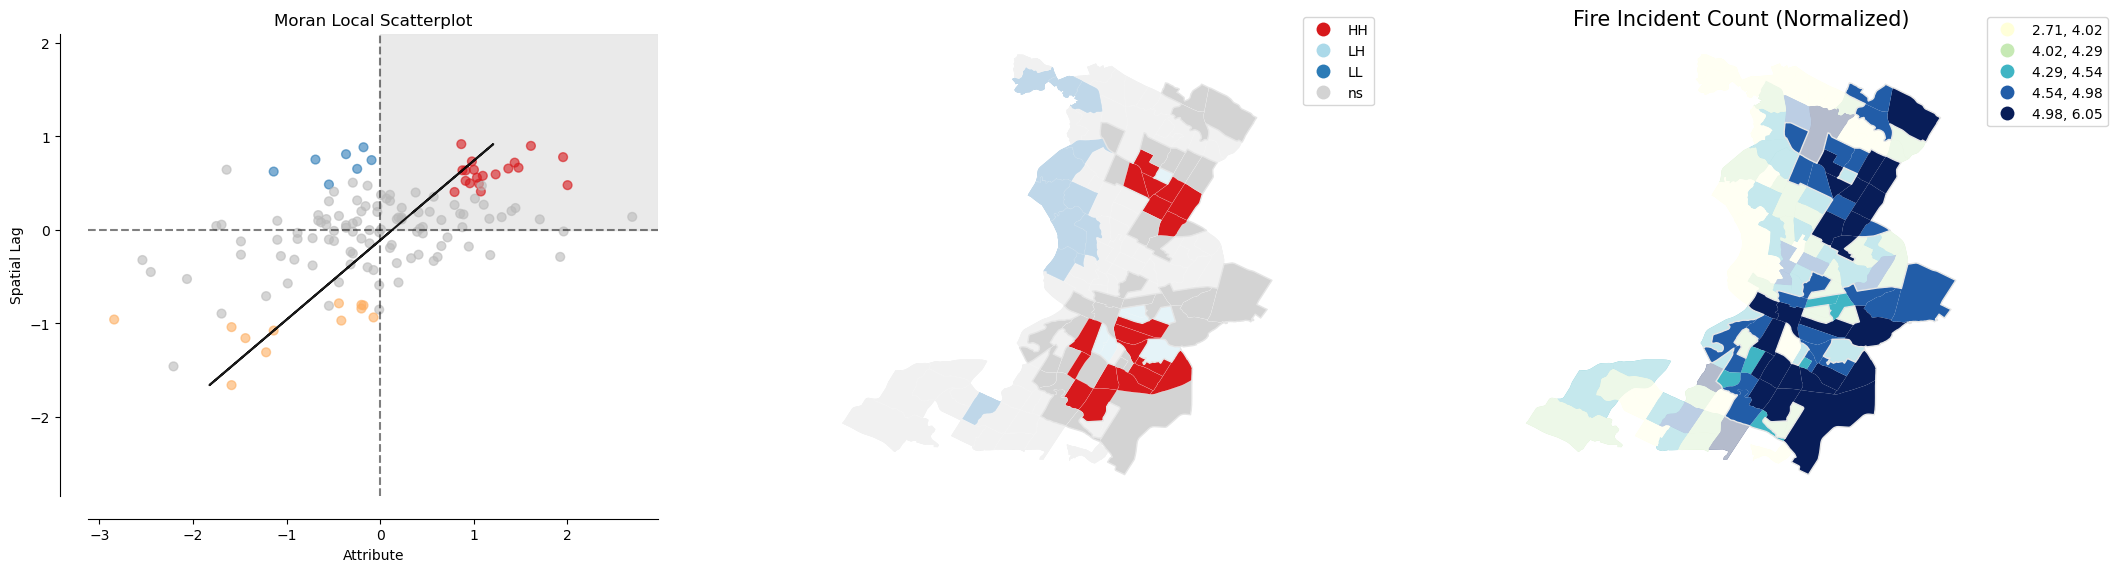 Moran Local Scatterplot
2
1
0
−1
−2
Spatial Lag
−3 −2 −1 0 1 2
Attribute
HH
LH
LL
ns
Fire Incident Count (Normalized)
2.71, 4.02
4.02, 4.29
4.29, 4.54
4.54, 4.98
4.98, 6.05